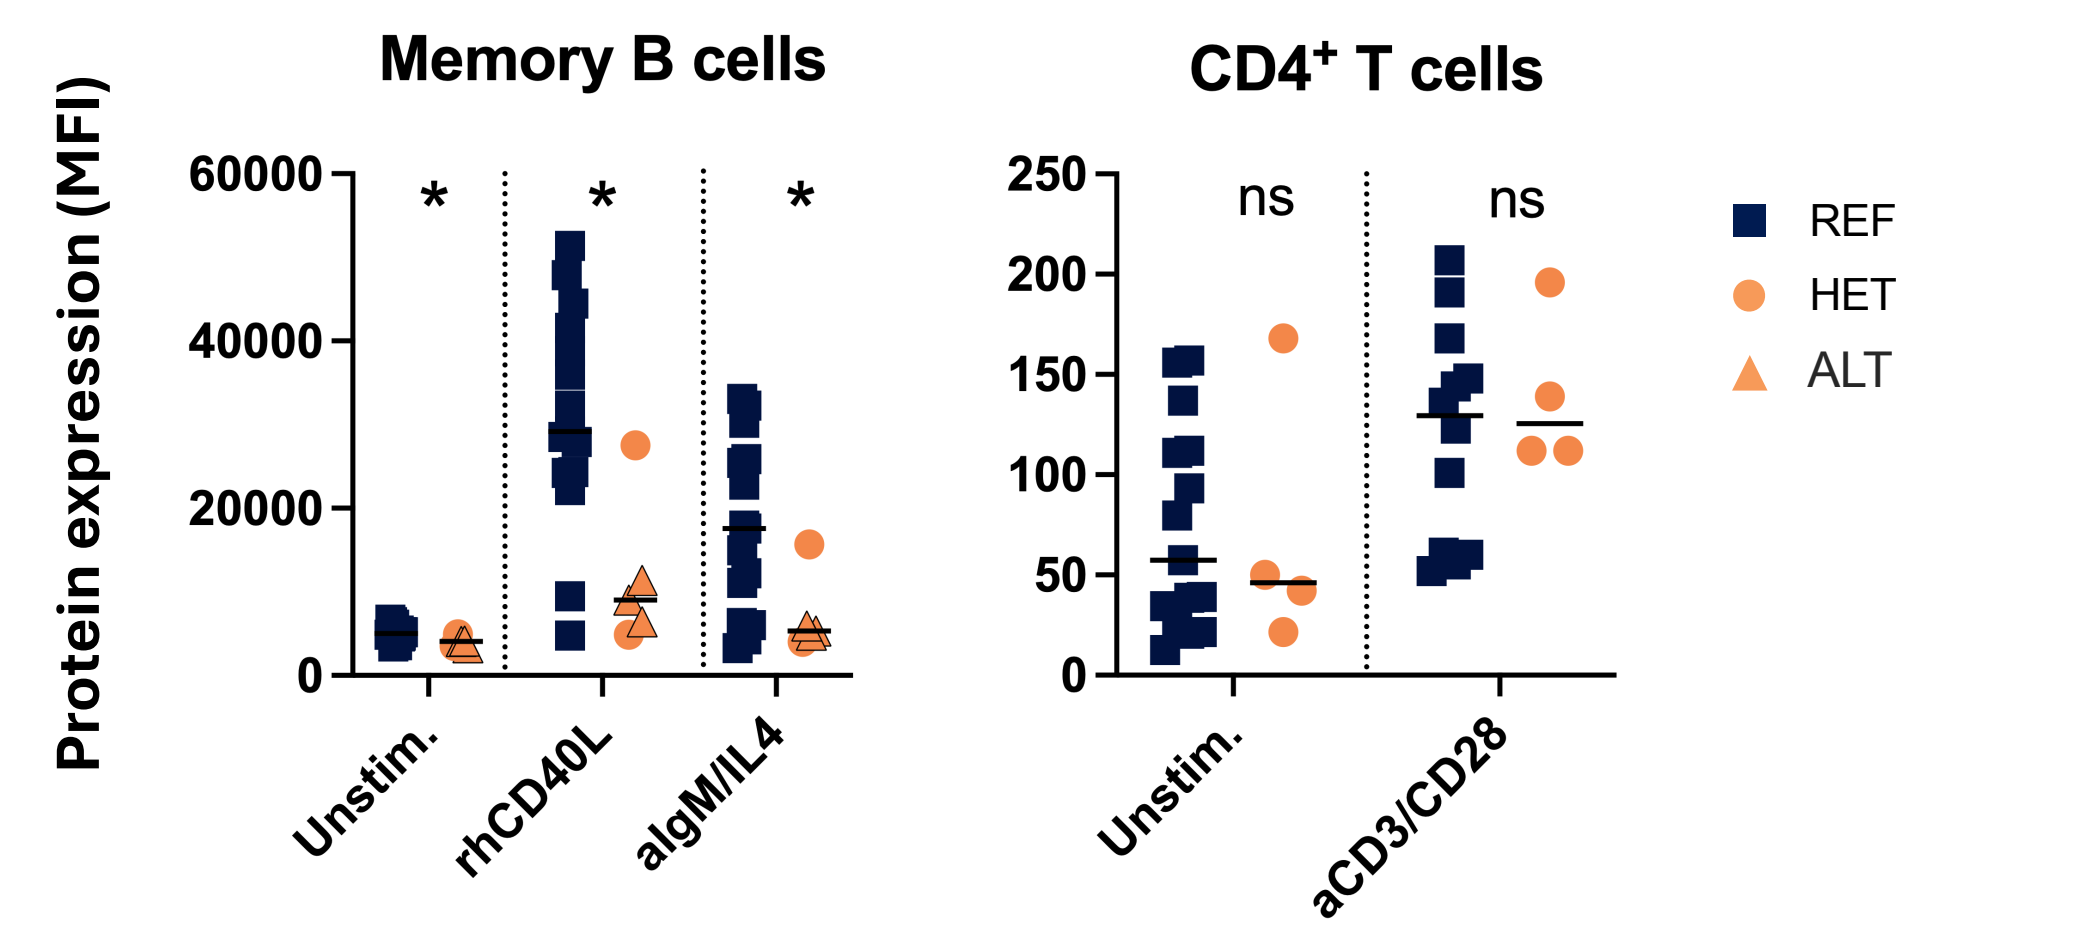 Memory B cells
CD4⁺ T cells
Protein expression (MFI)
60000
40000
20000
0
*
*
*
Unstim.
rhCD40L
aIgM/IL4
250
200
150
100
50
0
ns
ns
Unstim.
aCD3/CD28
REF
HET
ALT